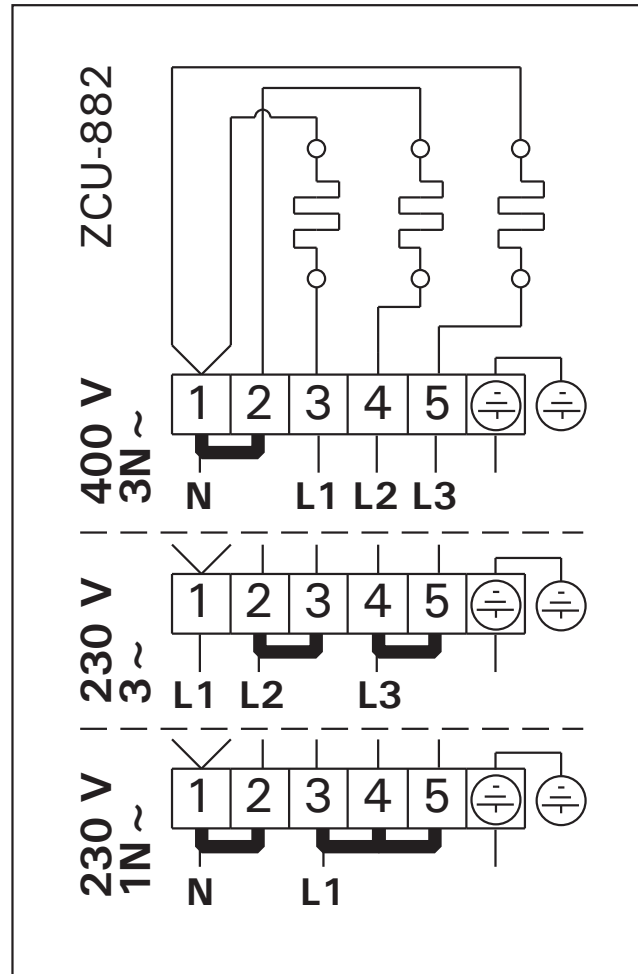 ZCU-882
400 V
3N ~
1 2 3 4 5
N L1 L2 L3
230 V
3 ~
1 2 3 4 5
L1 L2 L3
230 V
1N ~
1 2 3 4 5
N L1